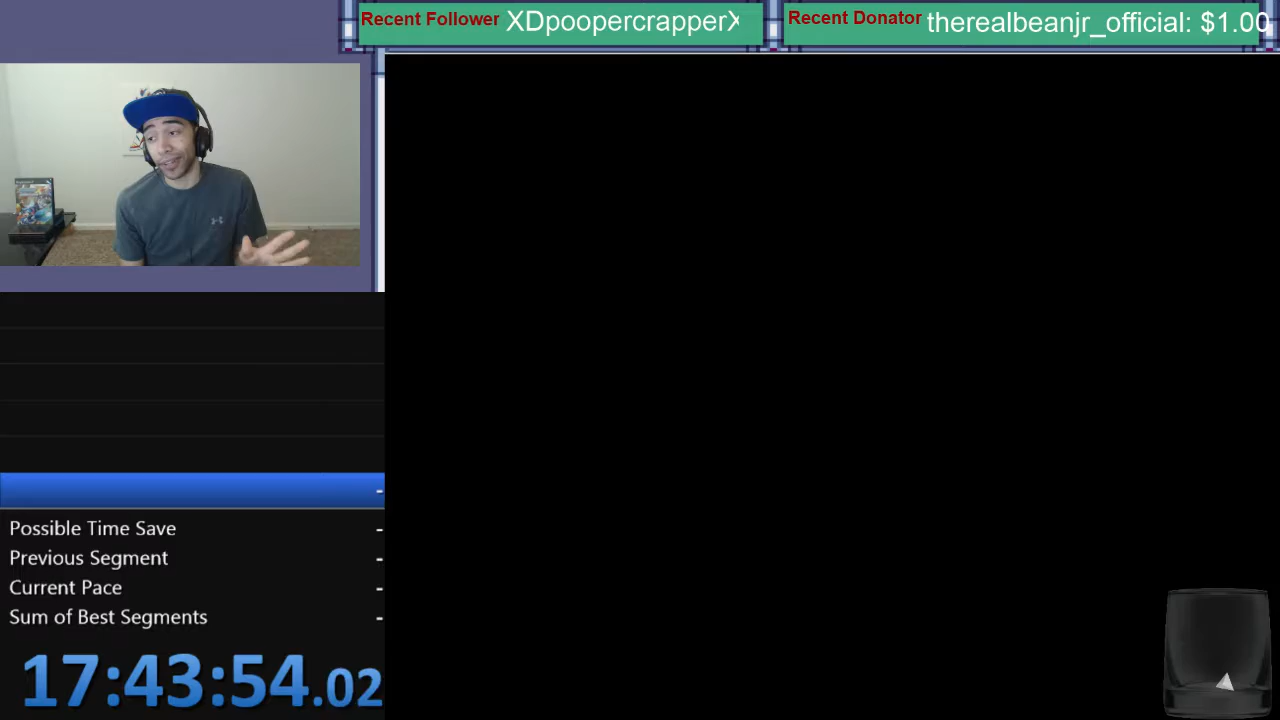 Recent Follower XDpoopercrapperX
Recent Donator therealbeanjr_official: $1.00
-
Possible Time Save -
Previous Segment -
Current Pace -
Sum of Best Segments -
17:43:54.02